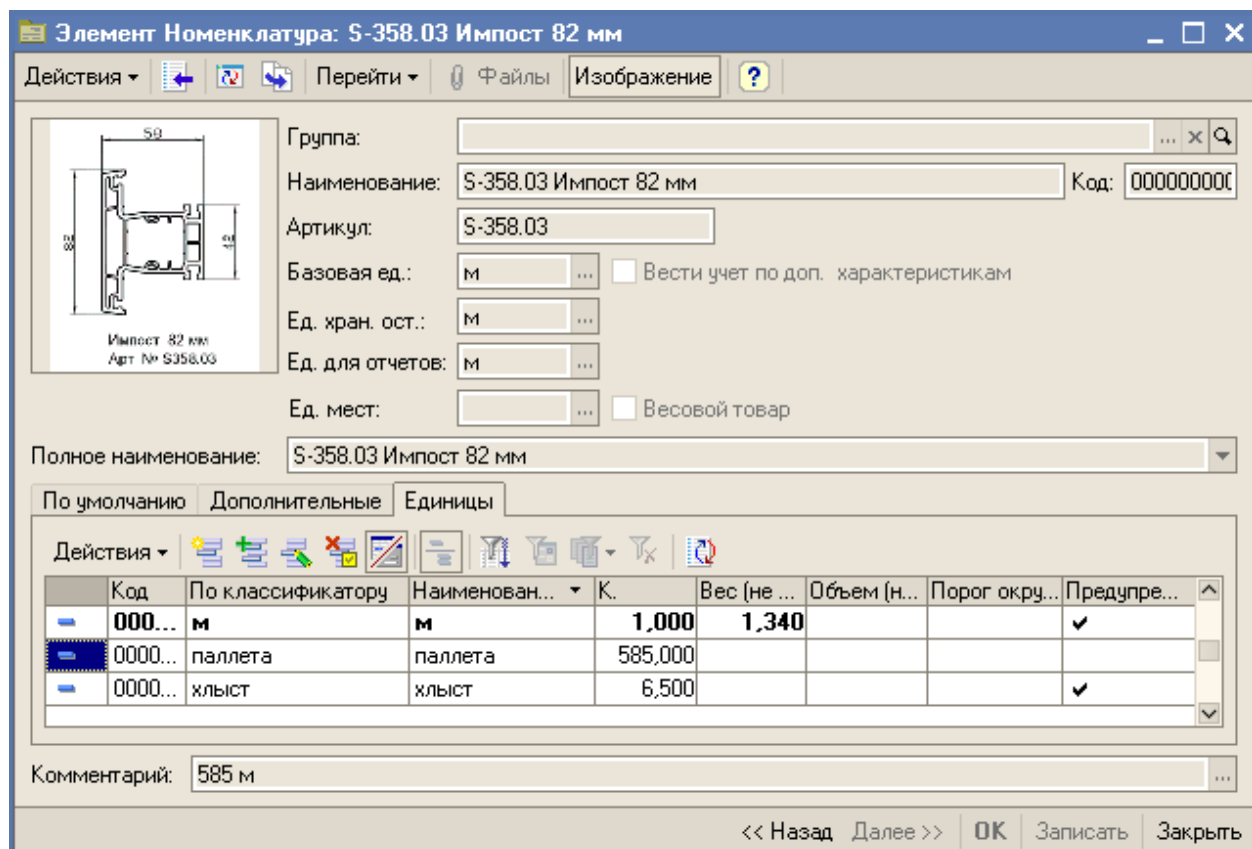 Элемент Номенклатура: S-358.03 Импост 82 мм
Действия Перейти Файлы Изображение ?
58
82
42
Импост 82 мм
Арт № S358.03
Группа: ...
Наименование: S-358.03 Импост 82 мм Код: 000000000
Артикул: S-358.03
Базовая ед.: м ... Вести учет по доп. характеристикам
Ед. хран. ост.: м ...
Ед. для отчетов: м ...
Ед. мест: ... Весовой товар
Полное наименование: S-358.03 Импост 82 мм
По умолчанию Дополнительные Единицы
Действия
Код По классификатору Наименован... К. Вес (не ... Объем (н... Порог окру... Предупре...
000... м м 1,000 1,340
0000... паллета паллета 585,000
0000... хлыст хлыст 6,500
Комментарий: 585 м ...
<< Назад Далее >> OK Записать Закрыть